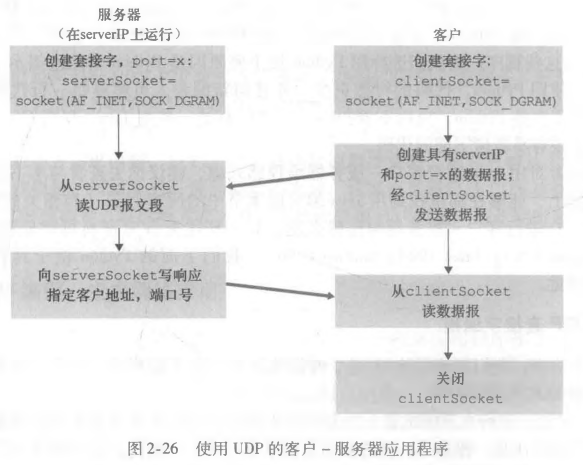 服务器
（在serverIP上运行）
创建套接字，port=x:
serverSocket=
socket(AF_INET,SOCK_DGRAM)
从serverSocket
读UDP报文段
向serverSocket写响应
指定客户地址，端口号
客户
创建套接字:
clientSocket=
socket(AF_INET,SOCK_DGRAM)
创建具有serverIP
和port=x的数据报；
经clientSocket
发送数据报
从clientSocket
读数据报
关闭
clientSocket
图 2-26 使用 UDP 的客户－服务器应用程序